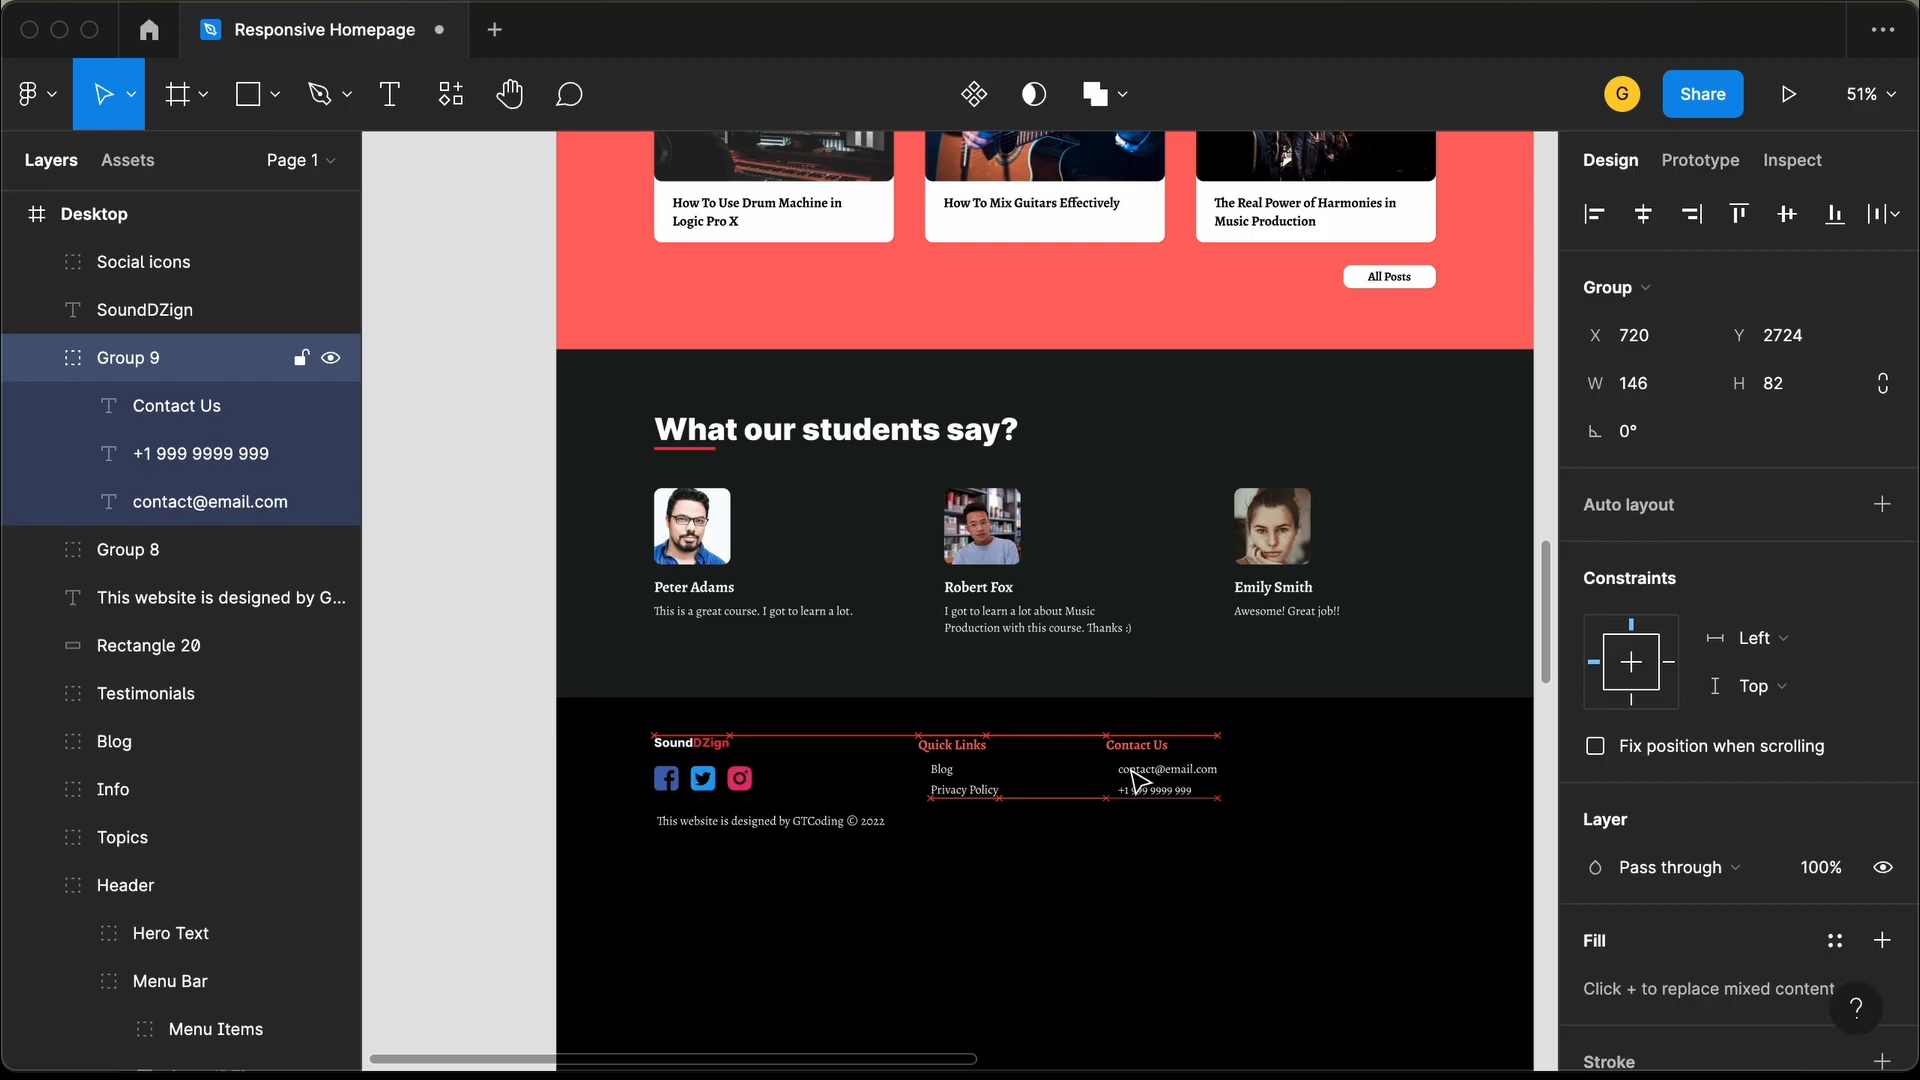 Responsive Homepage
G
Share
51%
Layers
Assets
Page 1
Desktop
Social icons
SoundDZign
Group 9
Contact Us
+1 999 9999 999
contact@email.com
Group 8
This website is designed by G...
Rectangle 20
Testimonials
Blog
Info
Topics
Header
Hero Text
Menu Bar
Menu Items
How To Use Drum Machine in
Logic Pro X
How To Mix Guitars Effectively
The Real Power of Harmonies in
Music Production
All Posts
What our students say?
Peter Adams
This is a great course. I got to learn a lot.
Robert Fox
I got to learn a lot about Music
Production with this course. Thanks :)
Emily Smith
Awesome! Great job!!
SoundDZign
Quick Links
Blog
Privacy Policy
Contact Us
contact@email.com
+1 999 9999 999
This website is designed by GTCoding © 2022
Design
Prototype
Inspect
Group
X 720
Y 2724
W 146
H 82
0°
Auto layout
Constraints
Left
Top
Fix position when scrolling
Layer
Pass through
100%
Fill
Click + to replace mixed content
?
Stroke